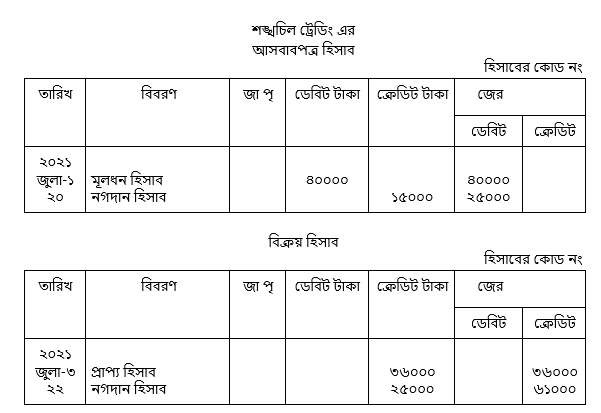 শঙ্খচিল ট্রেডিং এর
আসবাবপত্র হিসাব
হিসাবের কোড নং
তারিখ বিবরণ জা পৃ ডেবিট টাকা ক্রেডিট টাকা জের
ডেবিট ক্রেডিট
২০২১
জুলা-১ মূলধন হিসাব ৪০০০০ ৪০০০০
২০ নগদান হিসাব ১৫০০০ ২৫০০০
বিক্রয় হিসাব
হিসাবের কোড নং
তারিখ বিবরণ জা পৃ ডেবিট টাকা ক্রেডিট টাকা জের
ডেবিট ক্রেডিট
২০২১
জুলা-৩ প্রাপ্য হিসাব ৩৬০০০ ৩৬০০০
২২ নগদান হিসাব ২৫০০০ ৬১০০০